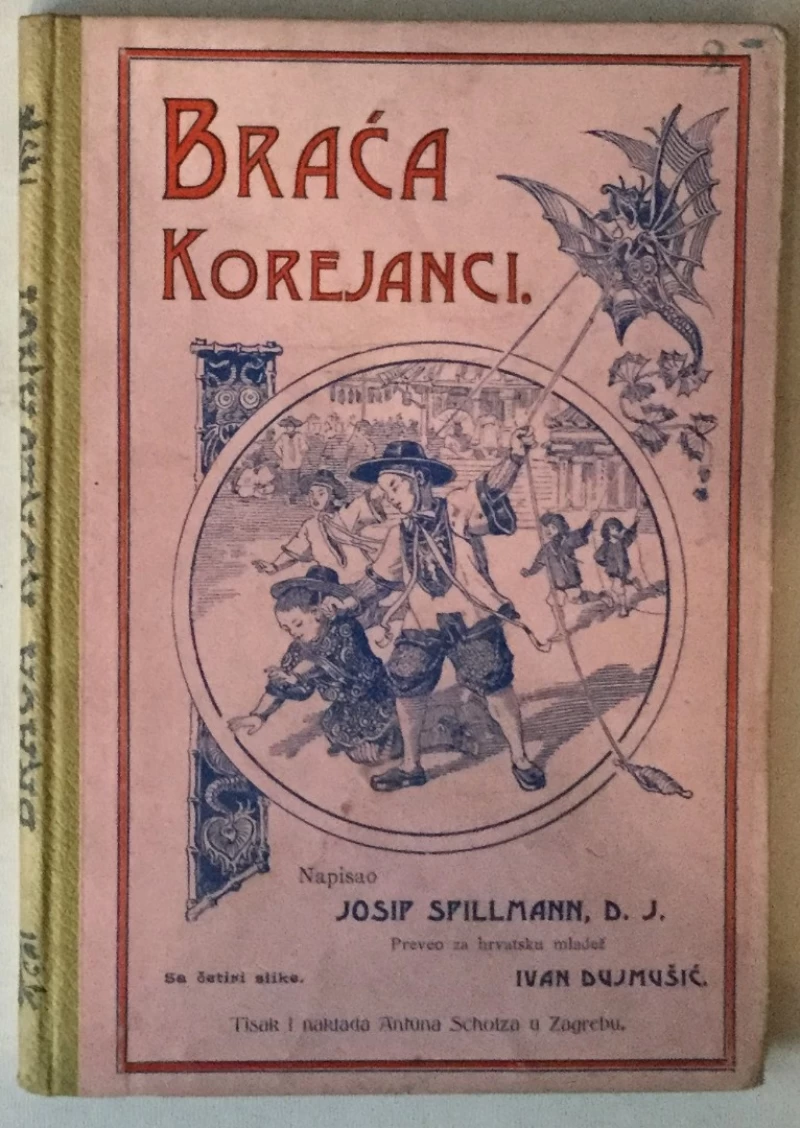 2
BRAĆA
KOREJANCI.
Napisao
JOSIP SPILLMANN, D. J.
Preveo za hrvatsku mladež
Sa četiri slike.
IVAN DUJMUŠIĆ.
Tisak i naklada Antuna Scholza u Zagrebu.